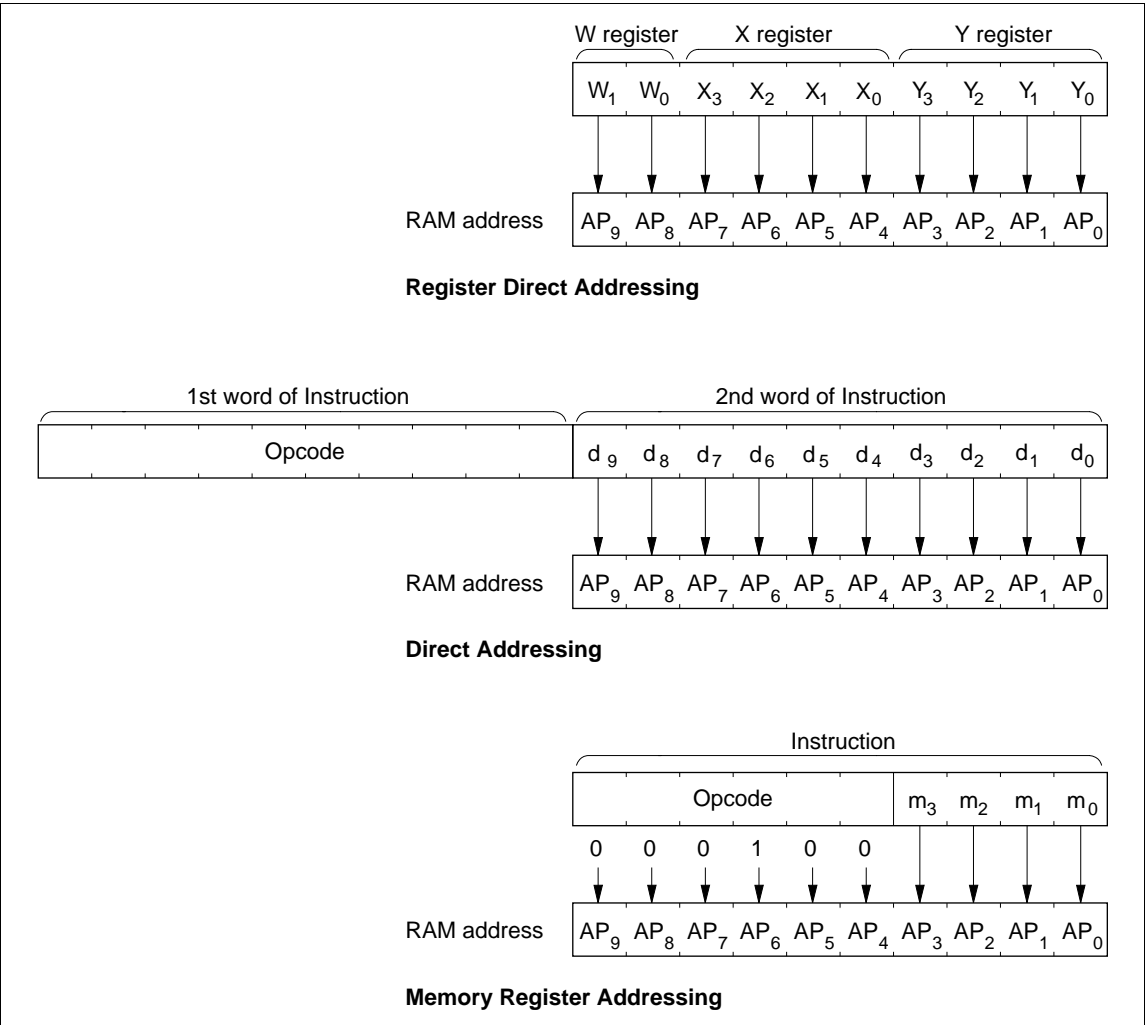 W register X register Y register
W1 W0 X3 X2 X1 X0 Y3 Y2 Y1 Y0
RAM address AP9 AP8 AP7 AP6 AP5 AP4 AP3 AP2 AP1 AP0
Register Direct Addressing
1st word of Instruction 2nd word of Instruction
Opcode d9 d8 d7 d6 d5 d4 d3 d2 d1 d0
RAM address AP9 AP8 AP7 AP6 AP5 AP4 AP3 AP2 AP1 AP0
Direct Addressing
Instruction
Opcode m3 m2 m1 m0
0 0 0 1 0 0
RAM address AP9 AP8 AP7 AP6 AP5 AP4 AP3 AP2 AP1 AP0
Memory Register Addressing